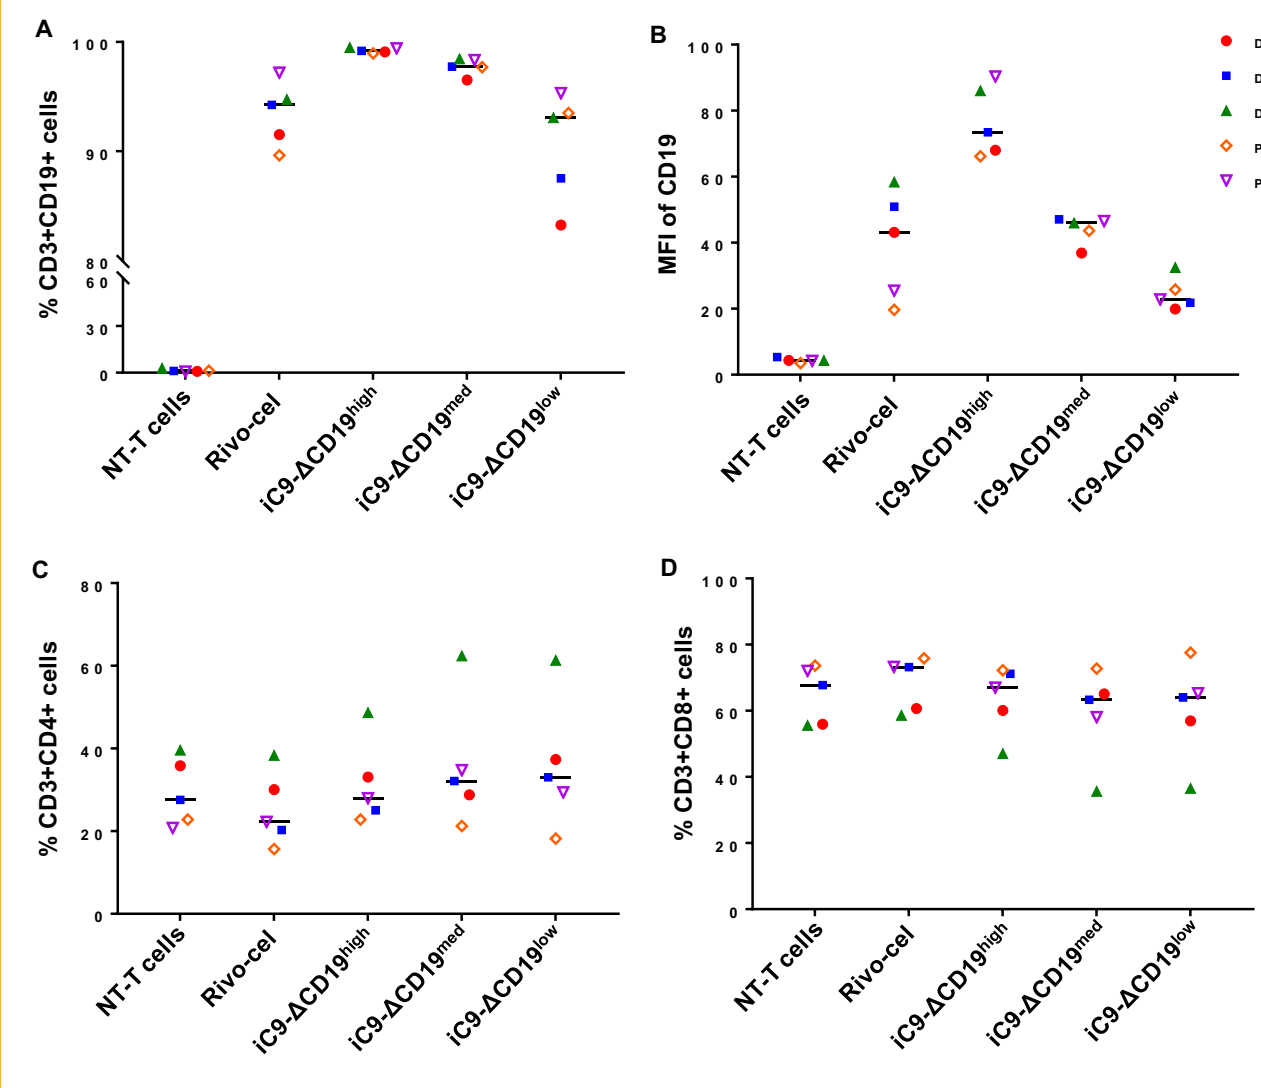 A
% CD3+CD19+ cells
100
90
80
60
30
0
NT-T cells
Rivo-cel
iC9-ΔCD19high
iC9-ΔCD19med
iC9-ΔCD19low
B
MFI of CD19
100
80
60
40
20
0
NT-T cells
Rivo-cel
iC9-ΔCD19high
iC9-ΔCD19med
iC9-ΔCD19low
D
D
D
P
P
C
% CD3+CD4+ cells
80
60
40
20
0
NT-T cells
Rivo-cel
iC9-ΔCD19high
iC9-ΔCD19med
iC9-ΔCD19low
D
% CD3+CD8+ cells
100
80
60
40
20
0
NT-T cells
Rivo-cel
iC9-ΔCD19high
iC9-ΔCD19med
iC9-ΔCD19low